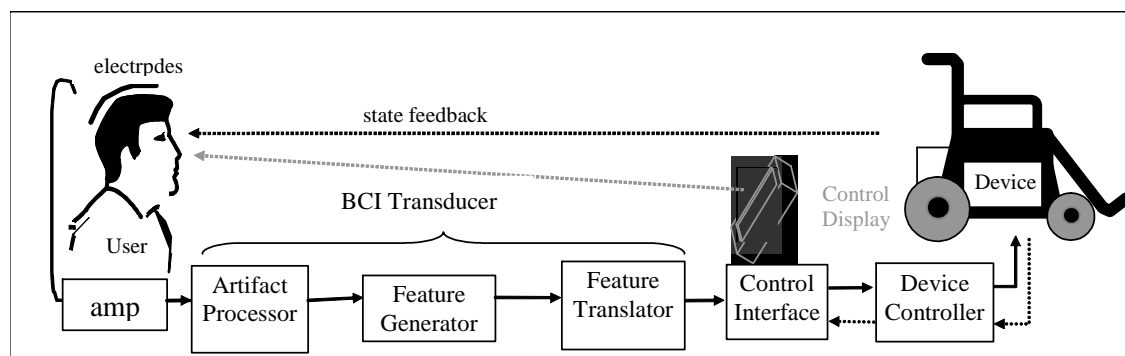 electrpdes
state feedback
Control
Display
Device
BCI Transducer
User
amp
Artifact
Processor
Feature
Generator
Feature
Translator
Control
Interface
Device
Controller